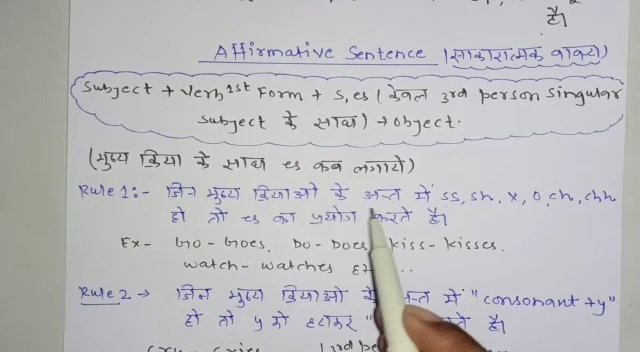 है।
Affirmative Sentence (साकारात्मक वाक्य)
Subject + Verb 1st Form + s, es (केवल 3rd person singular
subject के साथ) + object.
(मुख्य क्रिया के साथ es कब लगाये)
Rule 1:- जिन मुख्य क्रियाओं के अन्त में ss, sh, x, o, ch, chh
हो तो es का प्रयोग करते है।
Ex- Go - Goes, Do - Does, kiss - kisses.
watch - watches
Rule 2 → जिन मुख्य क्रियाओं में "consonant + y"
हो तो y को हटाकर " है।
cry - cries